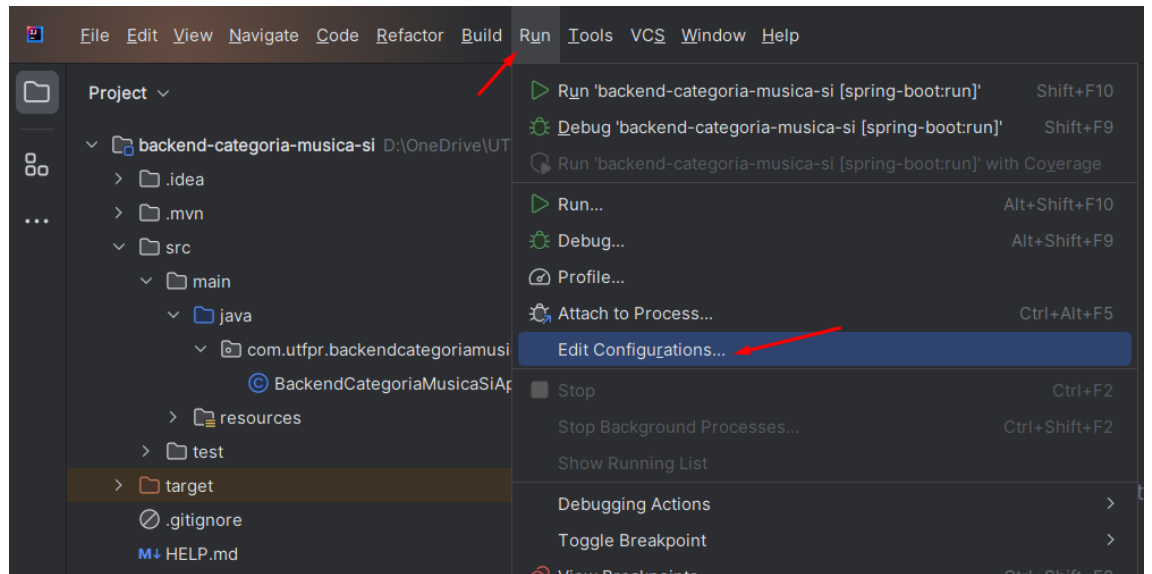 File Edit View Navigate Code Refactor Build Run Tools VCS Window Help
Project
Run 'backend-categoria-musica-si [spring-boot:run]' Shift+F10
Debug 'backend-categoria-musica-si [spring-boot:run]' Shift+F9
Run 'backend-categoria-musica-si [spring-boot:run]' with Coverage
Run... Alt+Shift+F10
Debug... Alt+Shift+F9
Profile...
Attach to Process... Ctrl+Alt+F5
Edit Configurations...
Stop Ctrl+F2
Stop Background Processes... Ctrl+Shift+F2
Show Running List
Debugging Actions
Toggle Breakpoint
backend-categoria-musica-si D:\OneDrive\UT
.idea
.mvn
src
main
java
com.utfpr.backendcategoriamusi
BackendCategoriaMusicaSiAp
resources
test
target
.gitignore
M↓ HELP.md